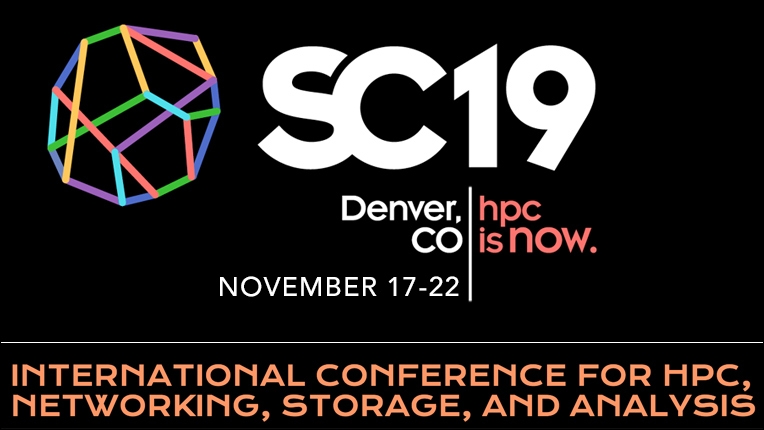 SC19
Denver, hpc
CO is now.
NOVEMBER 17-22
INTERNATIONAL CONFERENCE FOR HPC,
NETWORKING, STORAGE, AND ANALYSIS